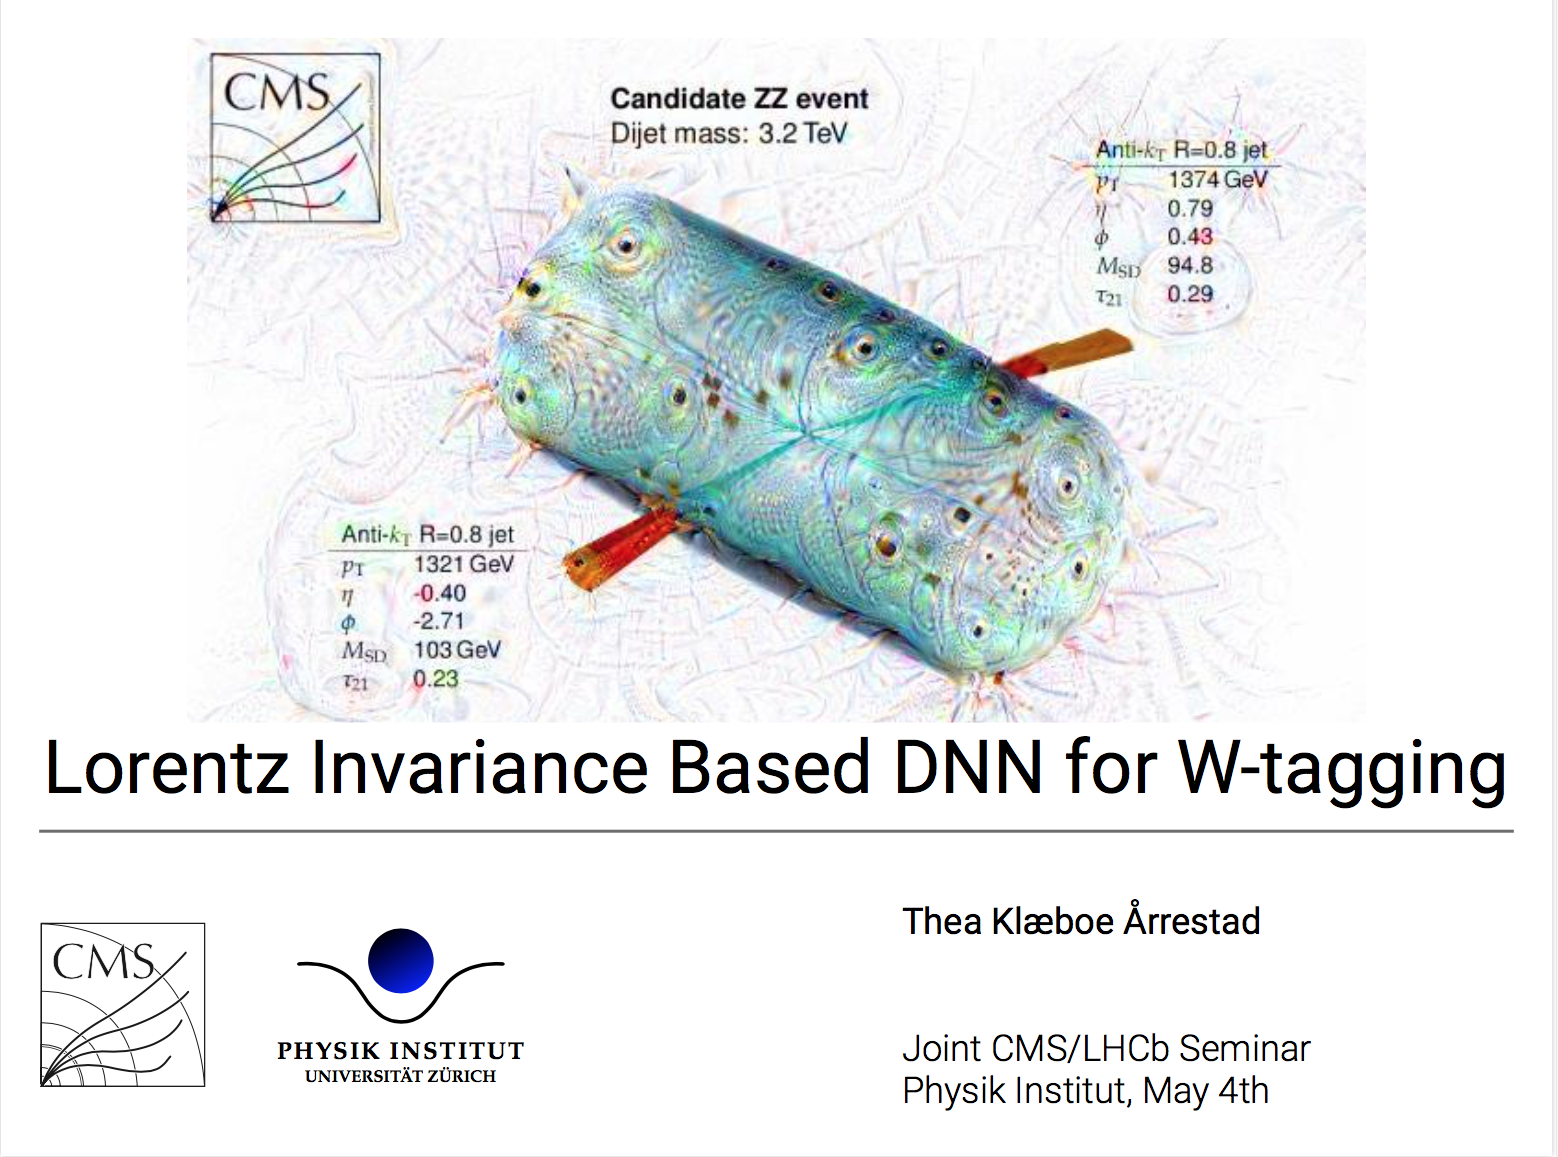 CMS
Candidate ZZ event
Dijet mass: 3.2 TeV
Anti-kT R=0.8 jet
pT 1374 GeV
η 0.79
ϕ 0.43
MSD 94.8
τ21 0.29
Anti-kT R=0.8 jet
pT 1321 GeV
η -0.40
ϕ -2.71
MSD 103 GeV
τ21 0.23
Lorentz Invariance Based DNN for W-tagging
CMS
PHYSIK INSTITUT
UNIVERSITÄT ZÜRICH
Thea Klæboe Årrestad
Joint CMS/LHCb Seminar
Physik Institut, May 4th